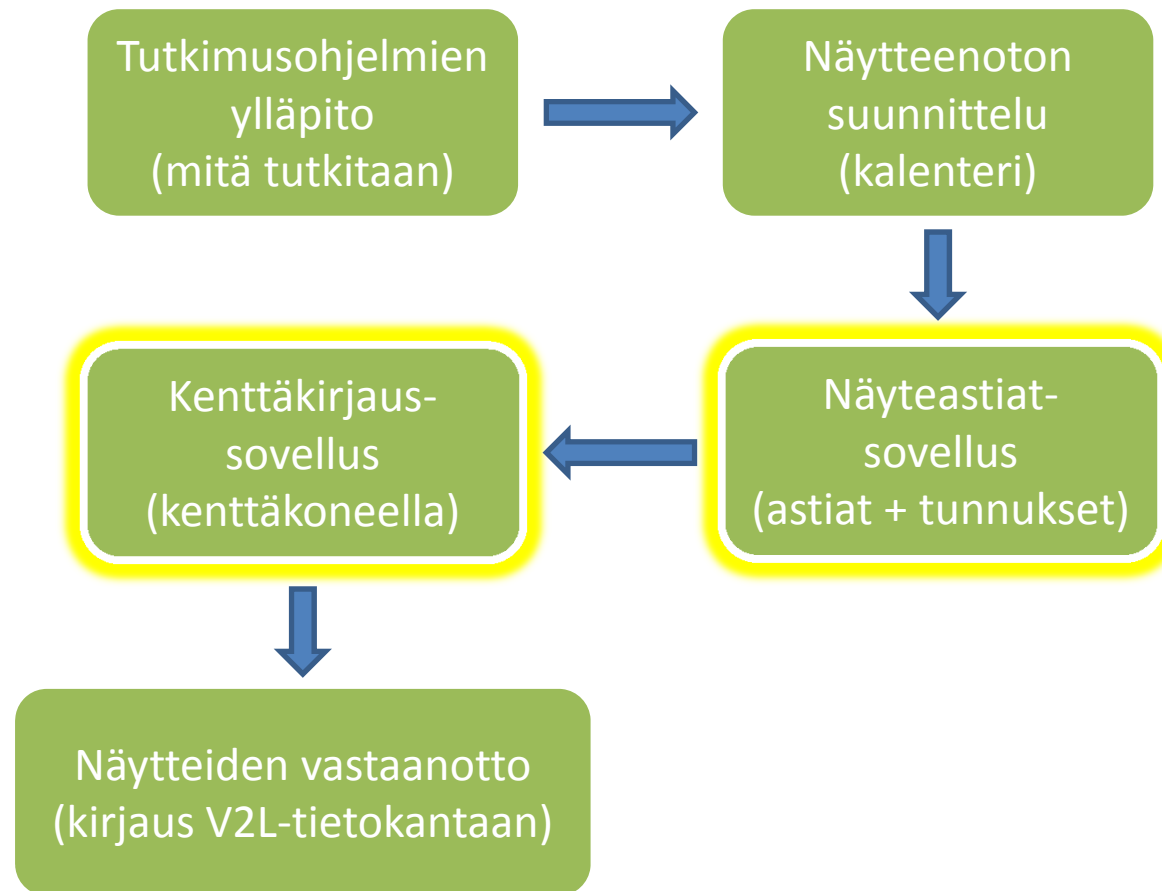 Tutkimusohjelmien
ylläpito
(mitä tutkitaan)
Näytteenoton
suunnittelu
(kalenteri)
Näyteastiat-
sovellus
(astiat + tunnukset)
Kenttäkirjaus-
sovellus
(kenttäkoneella)
Näytteiden vastaanotto
(kirjaus V2L-tietokantaan)